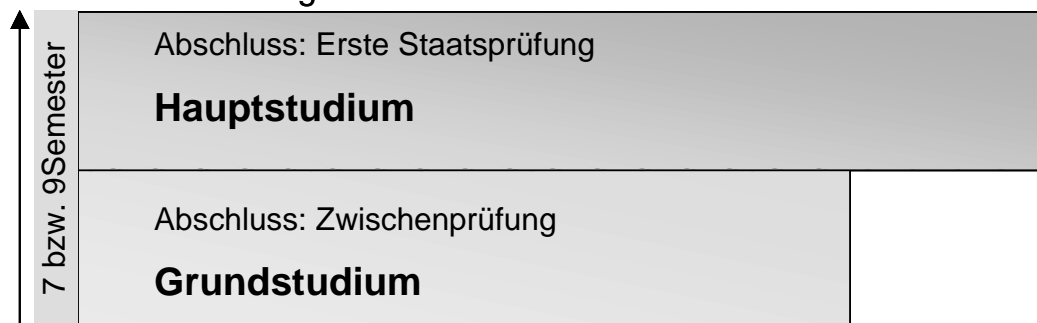 Abschluss: Erste Staatsprüfung
Hauptstudium
7 bzw. 9Semester
Abschluss: Zwischenprüfung
Grundstudium